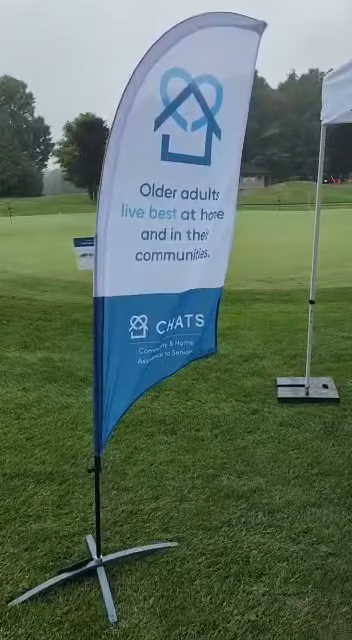 Older adults
live best at home
and in their
communities.
CHATS
Community & Home
Assistance to Seniors